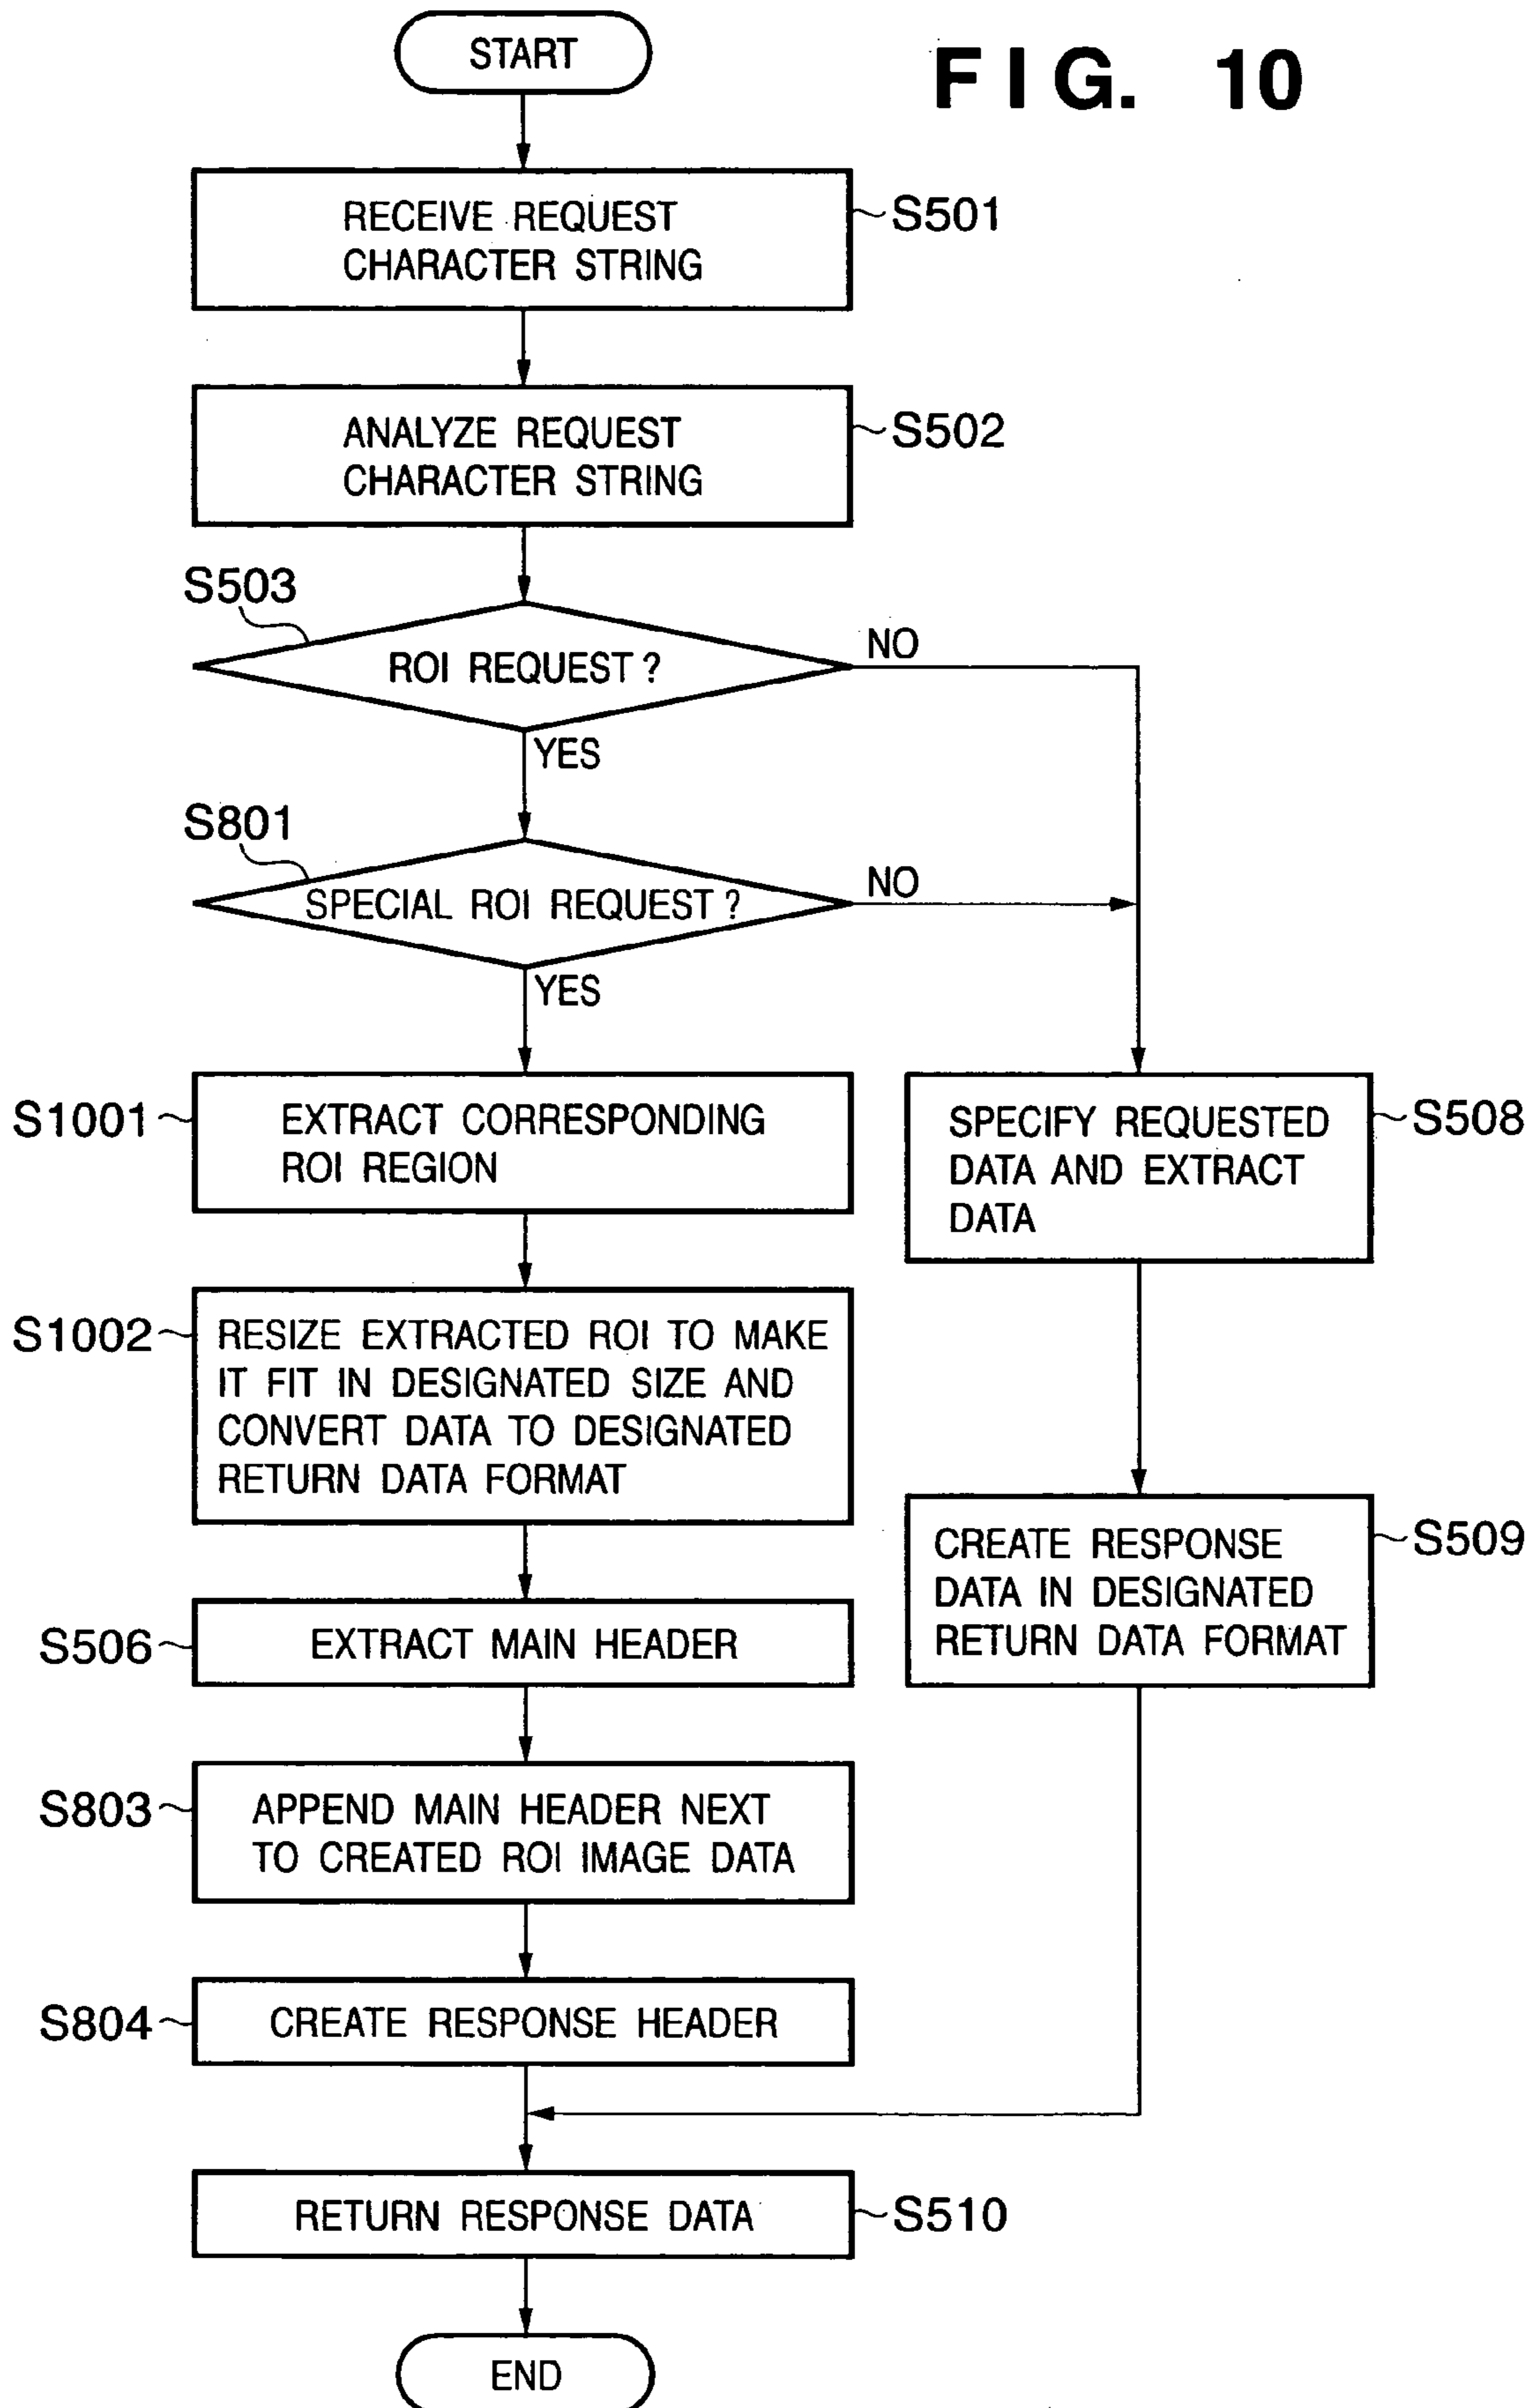 FIG. 10
START
RECEIVE REQUEST
CHARACTER STRING
S501
ANALYZE REQUEST
CHARACTER STRING
S502
S503
ROI REQUEST?
NO
YES
S801
SPECIAL ROI REQUEST?
NO
YES
S1001
EXTRACT CORRESPONDING
ROI REGION
SPECIFY REQUESTED
DATA AND EXTRACT
DATA
S508
S1002
RESIZE EXTRACTED ROI TO MAKE
IT FIT IN DESIGNATED SIZE AND
CONVERT DATA TO DESIGNATED
RETURN DATA FORMAT
CREATE RESPONSE
DATA IN DESIGNATED
RETURN DATA FORMAT
S509
S506
EXTRACT MAIN HEADER
S803
APPEND MAIN HEADER NEXT
TO CREATED ROI IMAGE DATA
S804
CREATE RESPONSE HEADER
RETURN RESPONSE DATA
S510
END